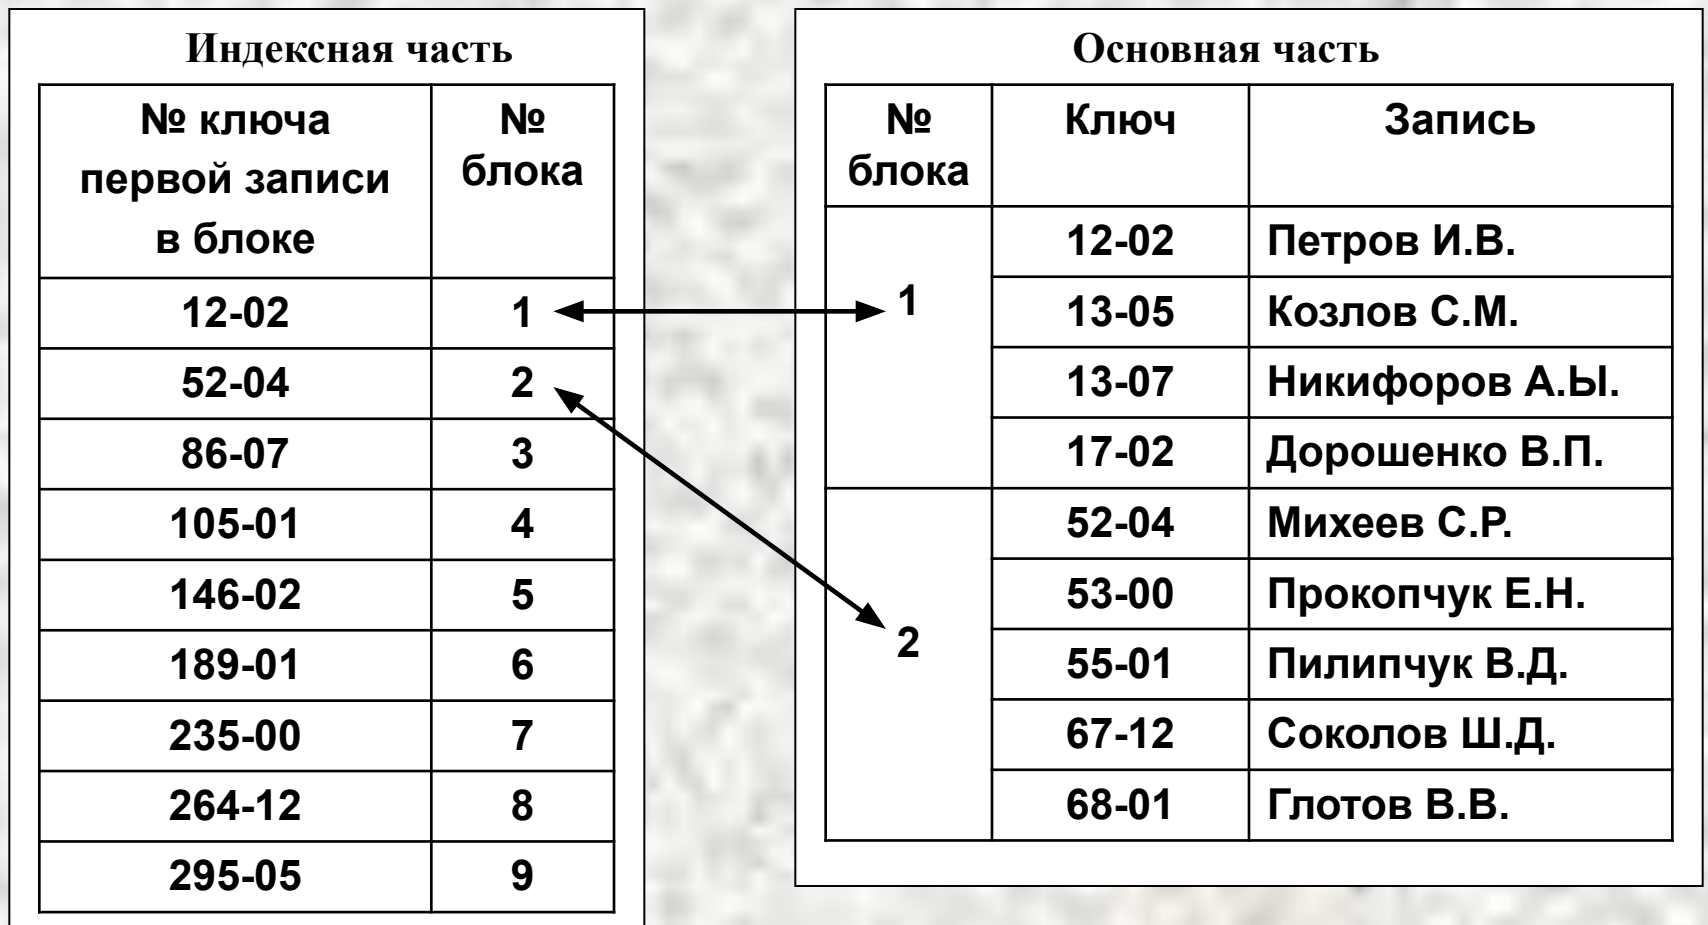 Индексная часть
№ ключа
первой записи
в блоке
№
блока
12-02 1
52-04 2
86-07 3
105-01 4
146-02 5
189-01 6
235-00 7
264-12 8
295-05 9
Основная часть
№
блока
Ключ
Запись
1
12-02 Петров И.В.
13-05 Козлов С.М.
13-07 Никифоров А.Ы.
17-02 Дорошенко В.П.
2
52-04 Михеев С.Р.
53-00 Прокопчук Е.Н.
55-01 Пилипчук В.Д.
67-12 Соколов Ш.Д.
68-01 Глотов В.В.